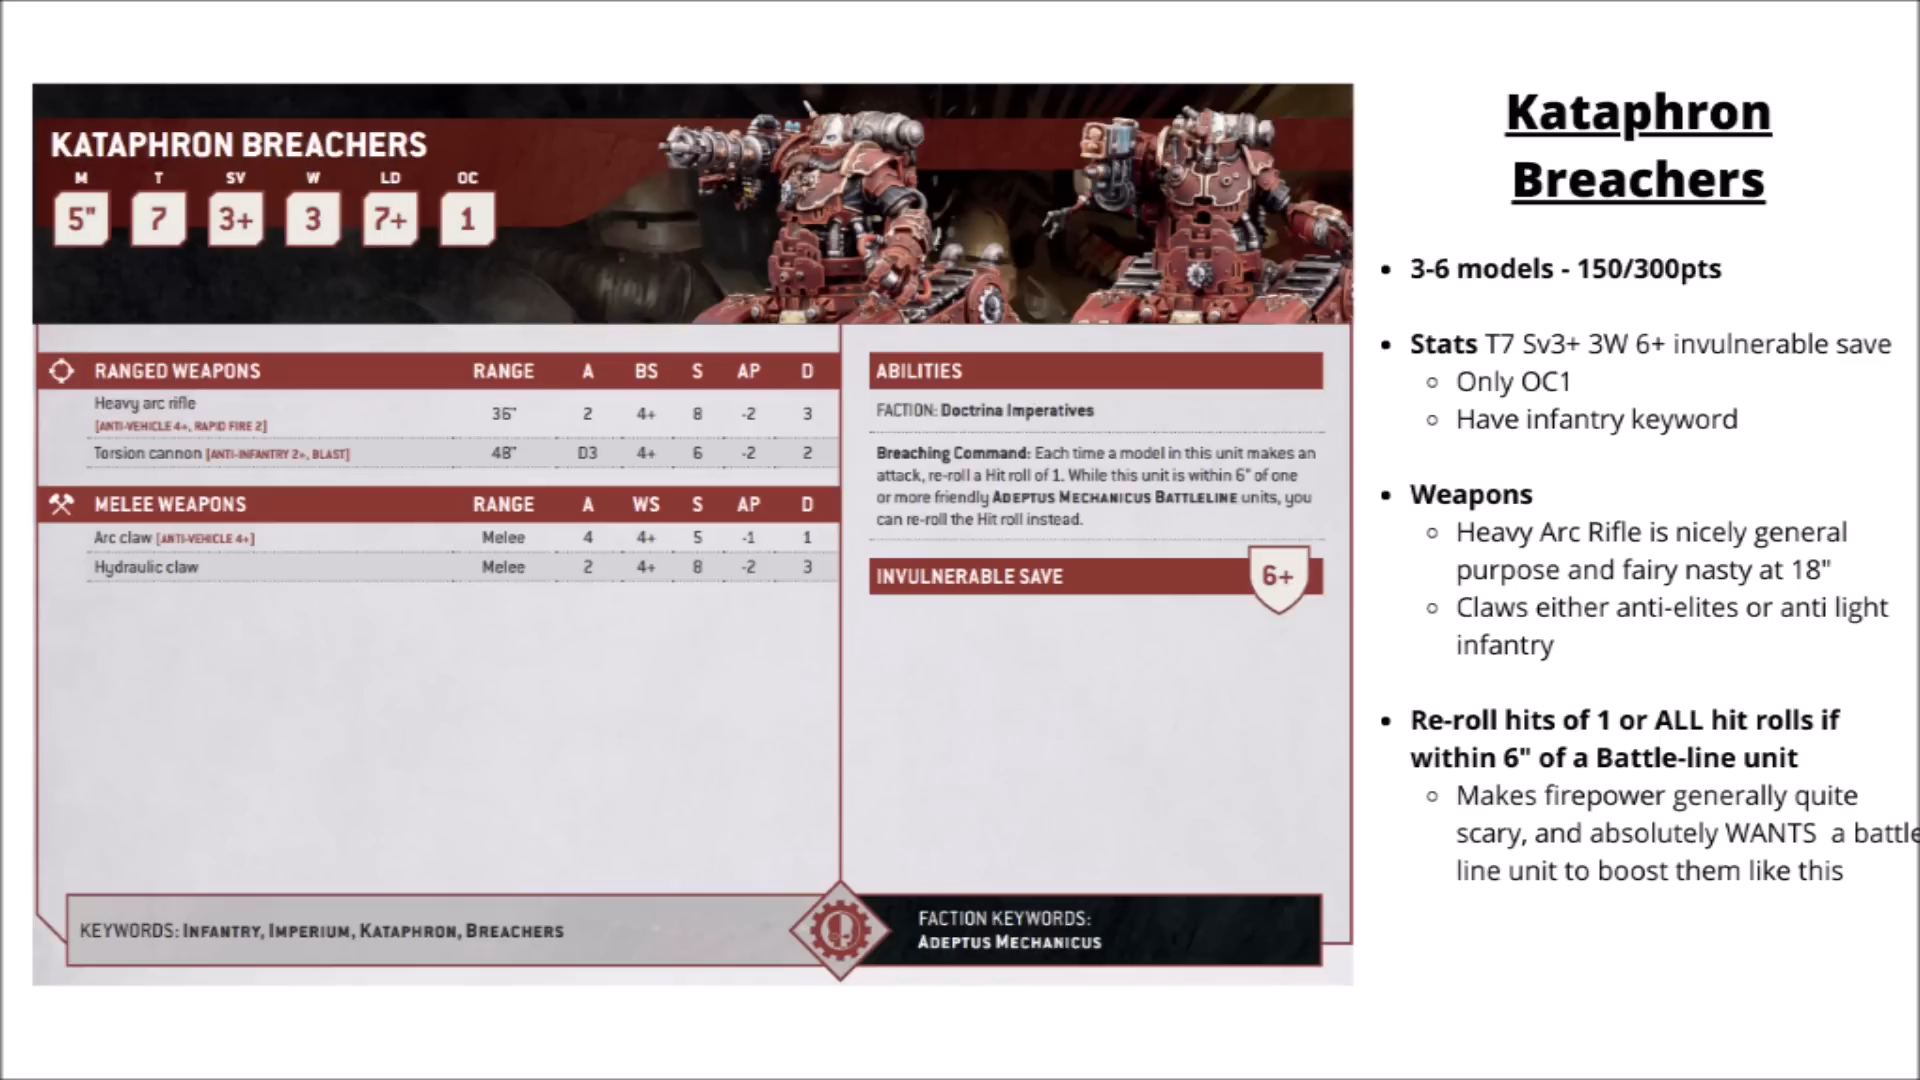 KATAPHRON BREACHERS
M T SV W LD OC
5" 7 3+ 3 7+ 1
RANGED WEAPONS RANGE A BS S AP D
Heavy arc rifle
[ANTI-VEHICLE 4+, RAPID FIRE 2] 36" 2 4+ 8 -2 3
Torsion cannon [ANTI-INFANTRY 2+, BLAST] 48" D3 4+ 6 -2 2
MELEE WEAPONS RANGE A WS S AP D
Arc claw [ANTI-VEHICLE 4+] Melee 4 4+ 5 -1 1
Hydraulic claw Melee 2 4+ 8 -2 3
ABILITIES
FACTION: Doctrina Imperatives
Breaching Command: Each time a model in this unit makes an
attack, re-roll a Hit roll of 1. While this unit is within 6" of one
or more friendly ADEPTUS MECHANICUS BATTLELINE units, you
can re-roll the Hit roll instead.
INVULNERABLE SAVE 6+
KEYWORDS: INFANTRY, IMPERIUM, KATAPHRON, BREACHERS
FACTION KEYWORDS:
ADEPTUS MECHANICUS
Kataphron
Breachers
• 3-6 models - 150/300pts
• Stats T7 Sv3+ 3W 6+ invulnerable save
◦ Only OC1
◦ Have infantry keyword
• Weapons
◦ Heavy Arc Rifle is nicely general
purpose and fairy nasty at 18"
◦ Claws either anti-elites or anti light
infantry
• Re-roll hits of 1 or ALL hit rolls if
within 6" of a Battle-line unit
◦ Makes firepower generally quite
scary, and absolutely WANTS a battle
line unit to boost them like this